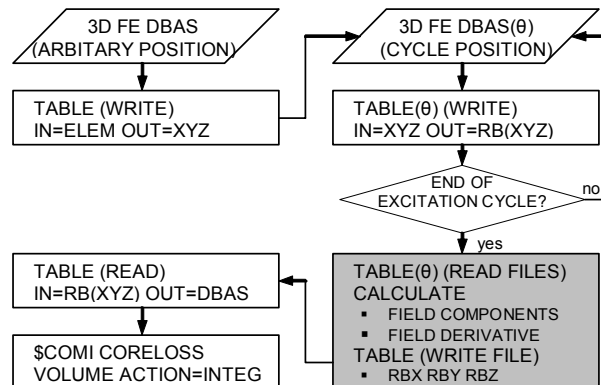 3D FE DBAS
(ARBITARY POSITION)
TABLE (WRITE)
IN=ELEM OUT=XYZ
3D FE DBAS(θ)
(CYCLE POSITION)
TABLE(θ) (WRITE)
IN=XYZ OUT=RB(XYZ)
END OF
EXCITATION CYCLE?
no
yes
TABLE(θ) (READ FILES)
CALCULATE
▪ FIELD COMPONENTS
▪ FIELD DERIVATIVE
TABLE (WRITE FILE)
▪ RBX RBY RBZ
TABLE (READ)
IN=RB(XYZ) OUT=DBAS
$COMI CORELOSS
VOLUME ACTION=INTEG